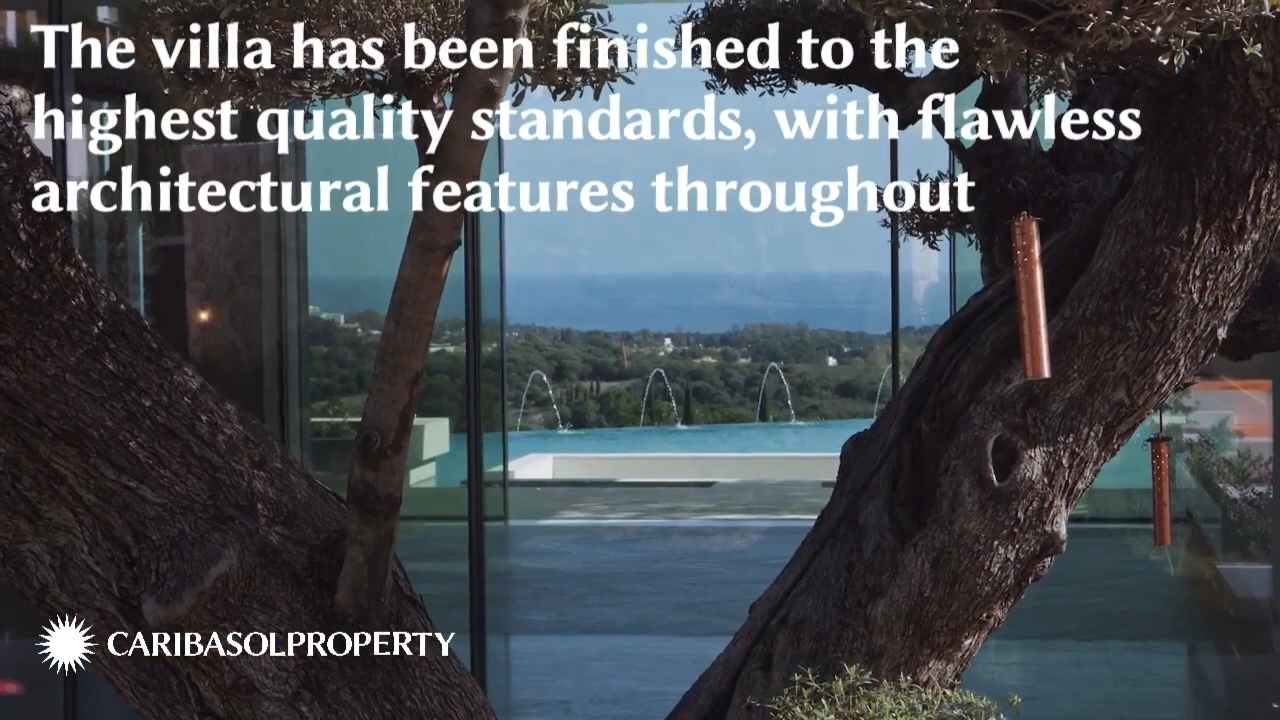 The villa has been finished to the
highest quality standards, with flawless
architectural features throughout
CARIBASOLPROPERTY